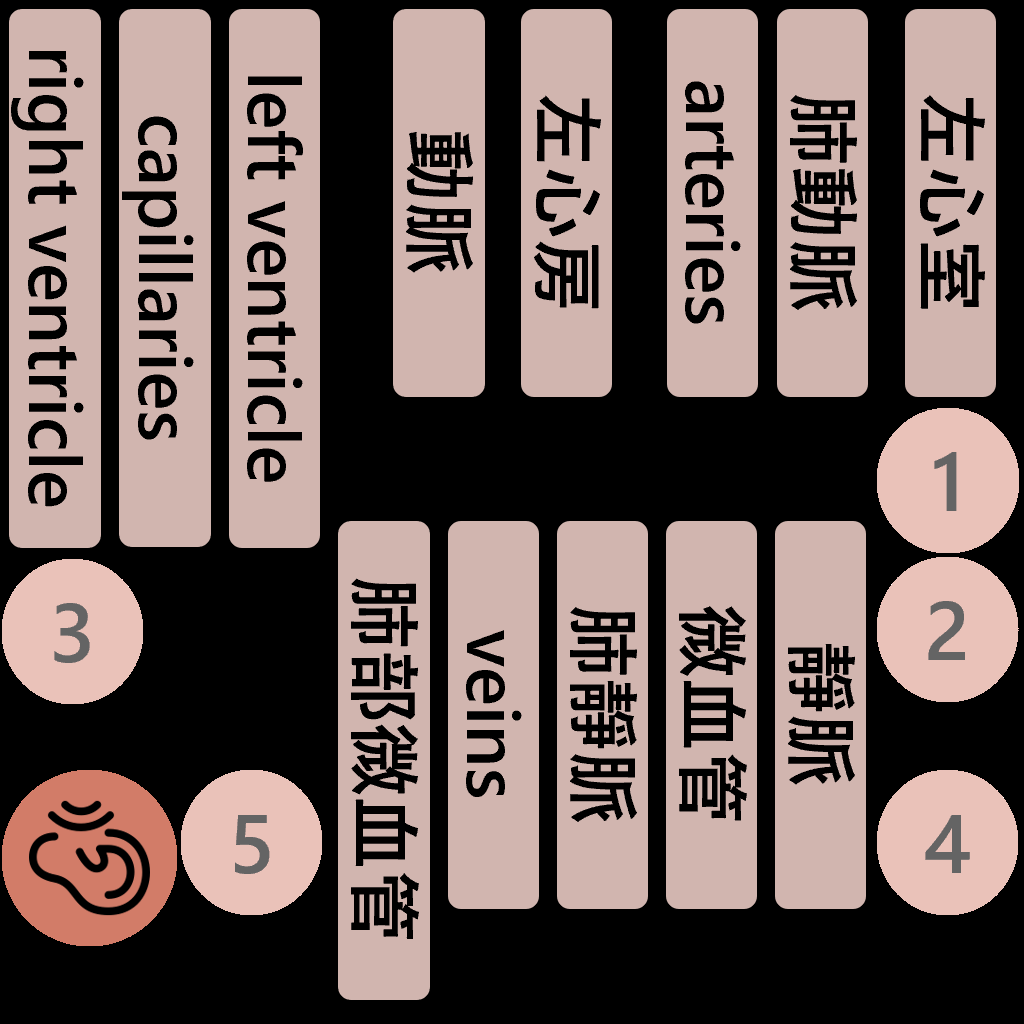 right ventricle
capillaries
left ventricle
動脈
左心房
arteries
肺動脈
左心室
1
2
3
肺部微血管
veins
肺靜脈
微血管
靜脈
4
5